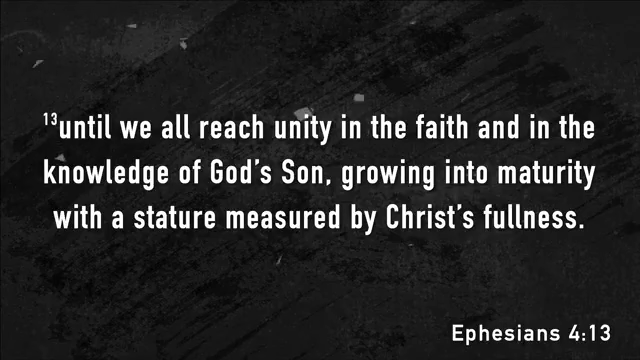 ¹³until we all reach unity in the faith and in the
knowledge of God's Son, growing into maturity
with a stature measured by Christ's fullness.
Ephesians 4:13